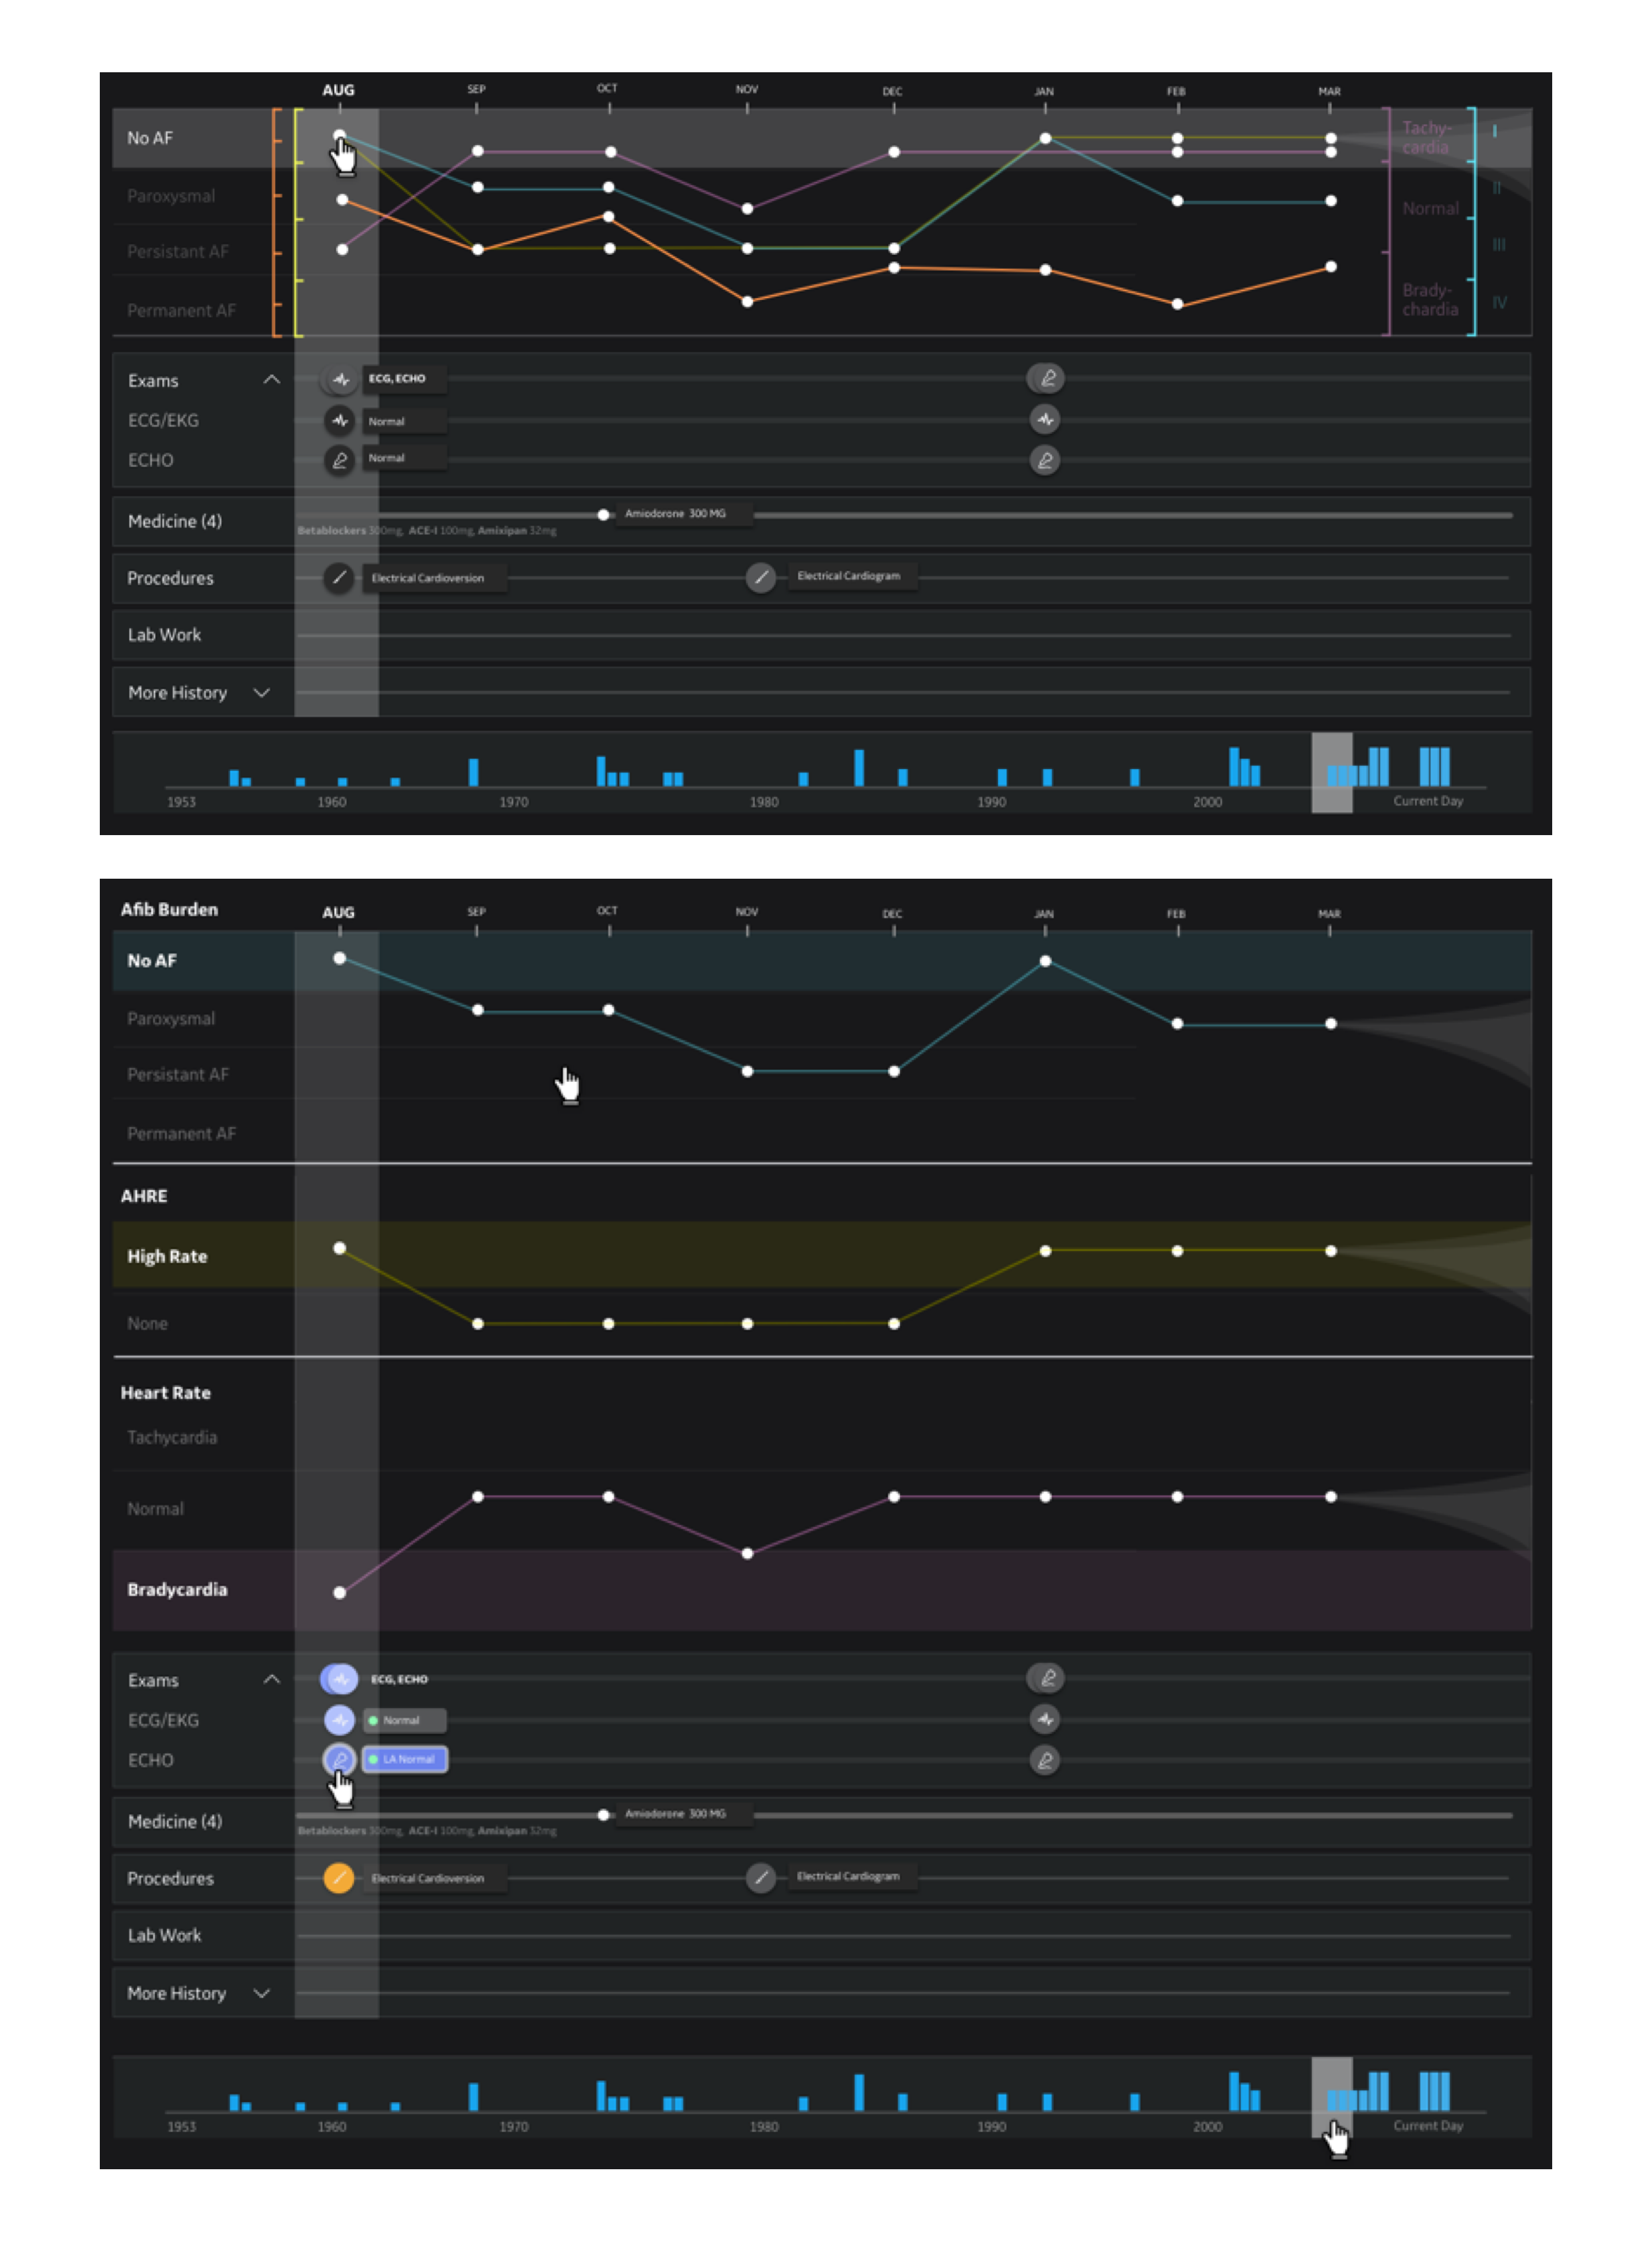 AUG SEP OCT NOV DEC JAN FEB MAR
No AF
Paroxysmal
Persistant AF
Permanent AF
Tachy-
cardia
Normal
Brady-
chardia
I
II
III
IV
Exams ECG, ECHO
ECG/EKG Normal
ECHO Normal
Medicine (4) Amiodorone 300 MG
Betablockers 300mg, ACE-I 100mg, Amixipan 32mg
Procedures Electrical Cardioversion Electrical Cardiogram
Lab Work
More History
1953 1960 1970 1980 1990 2000 Current Day
Afib Burden AUG SEP OCT NOV DEC JAN FEB MAR
No AF
Paroxysmal
Persistant AF
Permanent AF
AHRE
High Rate
None
Heart Rate
Tachycardia
Normal
Bradycardia
Exams ECG, ECHO
ECG/EKG Normal
ECHO LA Normal
Medicine (4) Amiodorone 300 MG
Betablockers 300mg, ACE-I 100mg, Amixipan 32mg
Procedures Electrical Cardioversion Electrical Cardiogram
Lab Work
More History
1953 1960 1970 1980 1990 2000 Current Day